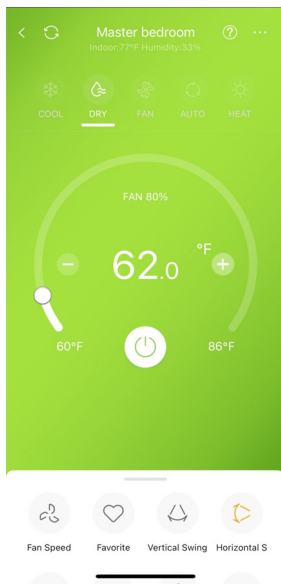 Master bedroom
Indoor:77°F Humidity:33%
COOL DRY FAN AUTO HEAT
FAN 80%
62.0 °F
60°F 86°F
Fan Speed Favorite Vertical Swing Horizontal S